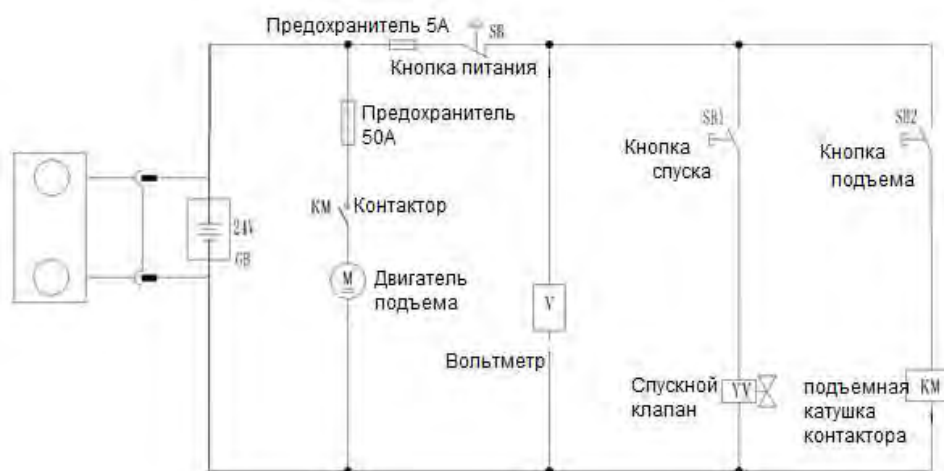 Предохранитель 5А
SB
Кнопка питания
Предохранитель
50А
SB1
Кнопка
спуска
SB2
Кнопка
подъема
24V
GB
KM
Контактор
M
Двигатель
подъема
V
Вольтметр
Спускной
клапан
YV
подъемная
катушка
контактора
KM